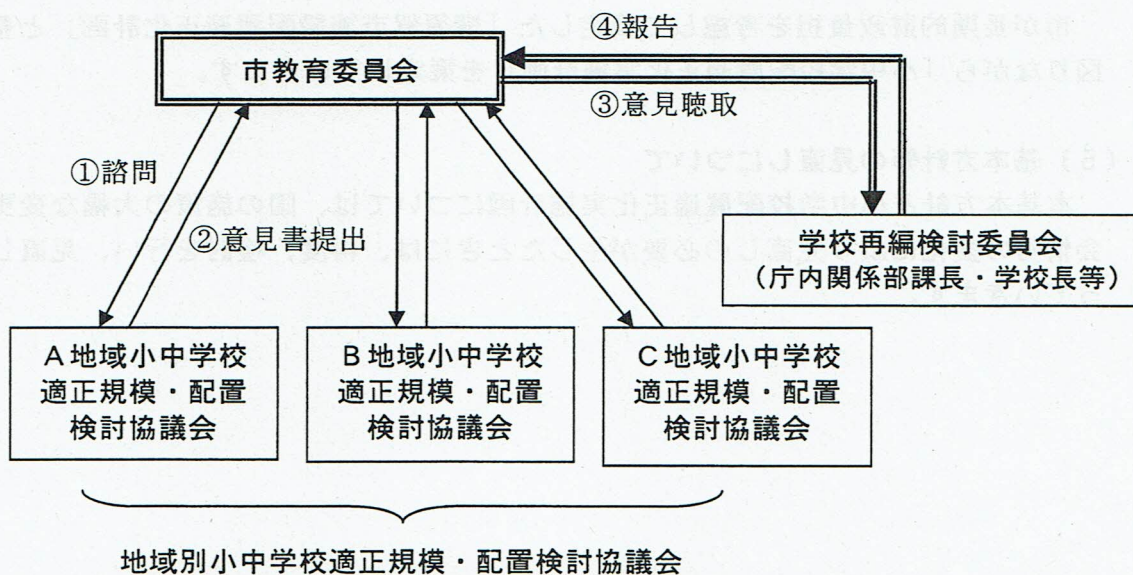 ④報告
市教育委員会
③意見聴取
①諮問
②意見書提出
学校再編検討委員会
(庁内関係部課長・学校長等)
A地域小中学校
適正規模・配置
検討協議会
B地域小中学校
適正規模・配置
検討協議会
C地域小中学校
適正規模・配置
検討協議会
地域別小中学校適正規模・配置検討協議会